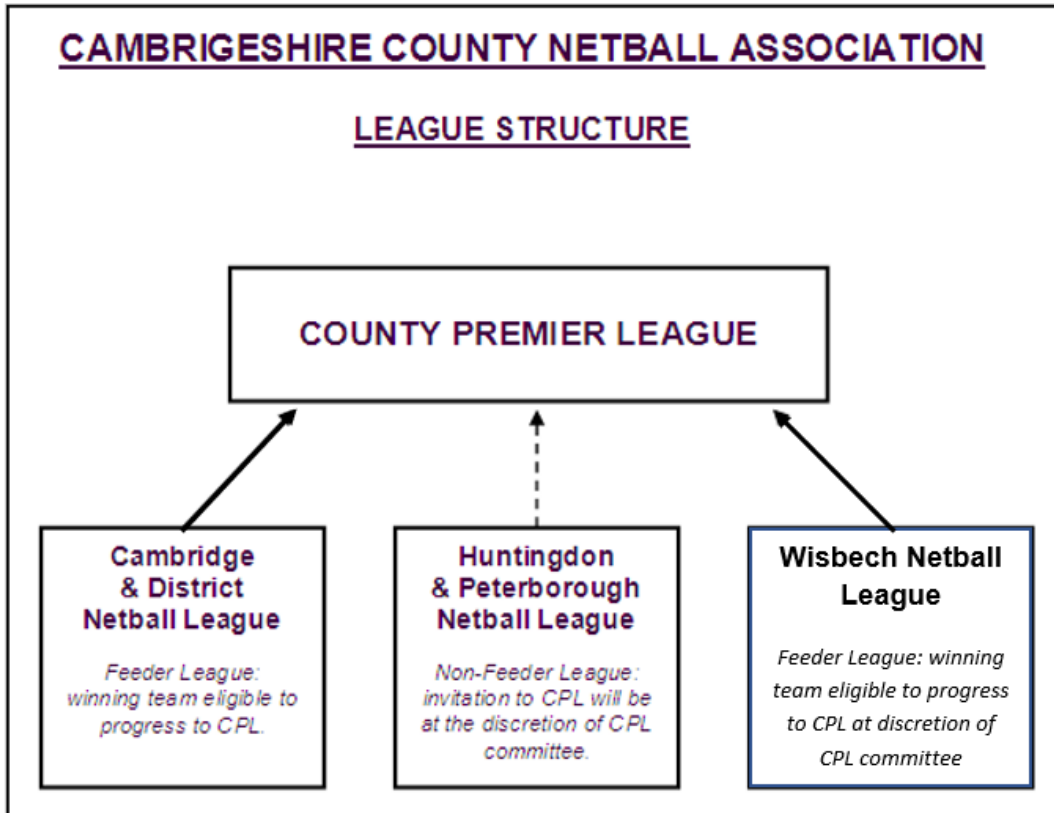 CAMBRIGESHIRE COUNTY NETBALL ASSOCIATION
LEAGUE STRUCTURE
COUNTY PREMIER LEAGUE
Cambridge
& District
Netball League
Feeder League:
winning team eligible to
progress to CPL.
Huntingdon
& Peterborough
Netball League
Non-Feeder League:
invitation to CPL will be
at the discretion of CPL
committee.
Wisbech Netball
League
Feeder League: winning
team eligible to progress
to CPL at discretion of
CPL committee